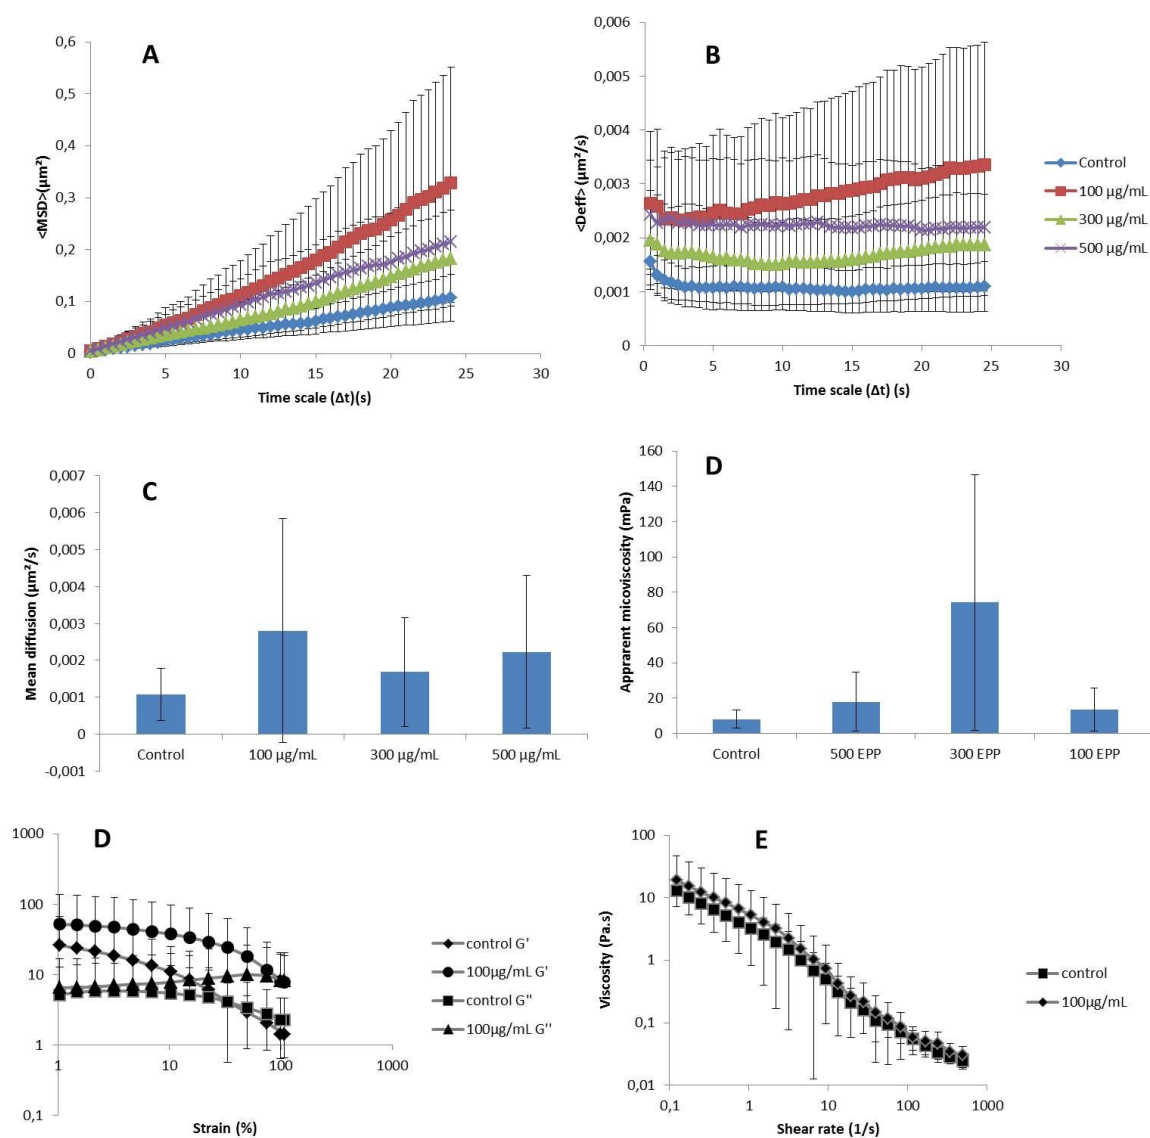 A
<MSD>(µm²)
0,6
0,5
0,4
0,3
0,2
0,1
0
0 5 10 15 20 25 30
Time scale (Δt)(s)
B
<Deff> (µm²/s)
0,006
0,005
0,004
0,003
0,002
0,001
0
0 5 10 15 20 25 30
Time scale (Δt) (s)
Control
100 µg/mL
300 µg/mL
500 µg/mL
C
Mean diffusion (µm²/s)
0,007
0,006
0,005
0,004
0,003
0,002
0,001
0
-0,001
Control 100 µg/mL 300 µg/mL 500 µg/mL
D
Apprarent micoviscosity (mPa)
160
140
120
100
80
60
40
20
0
Control 500 EPP 300 EPP 100 EPP
D
1000
100
10
1
0,1
1 10 100 1000
Strain (%)
control G'
100µg/mL G'
control G"
100µg/mL G''
E
Viscosity (Pa.s)
100
10
1
0,1
0,01
0,1 1 10 100 1000
Shear rate (1/s)
control
100µg/mL